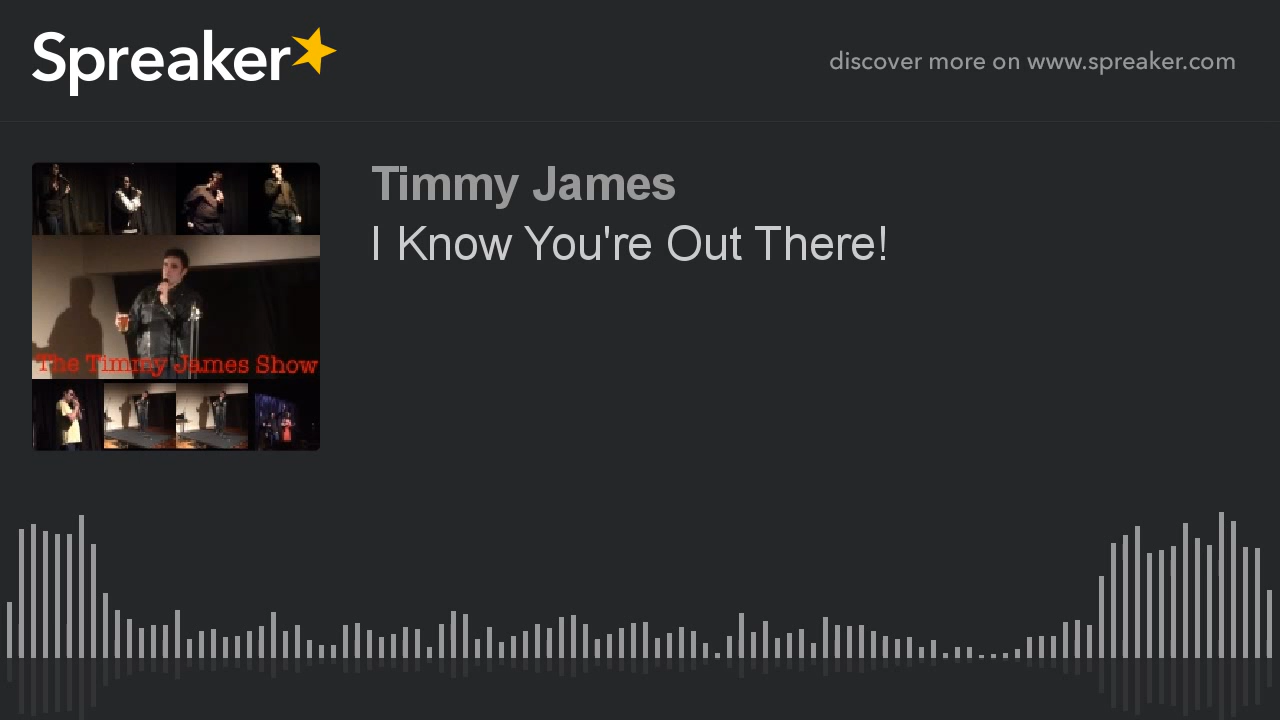 Spreaker
discover more on www.spreaker.com
Timmy James
I Know You're Out There!
The Timmy James Show